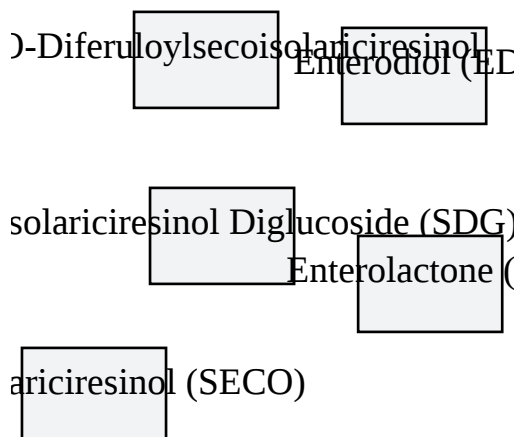 O-Diferuloylsecoisolariciresinol
Enterodiol (ED
solariciresinol Diglucoside (SDG)
Enterolactone (
ariciresinol (SECO)